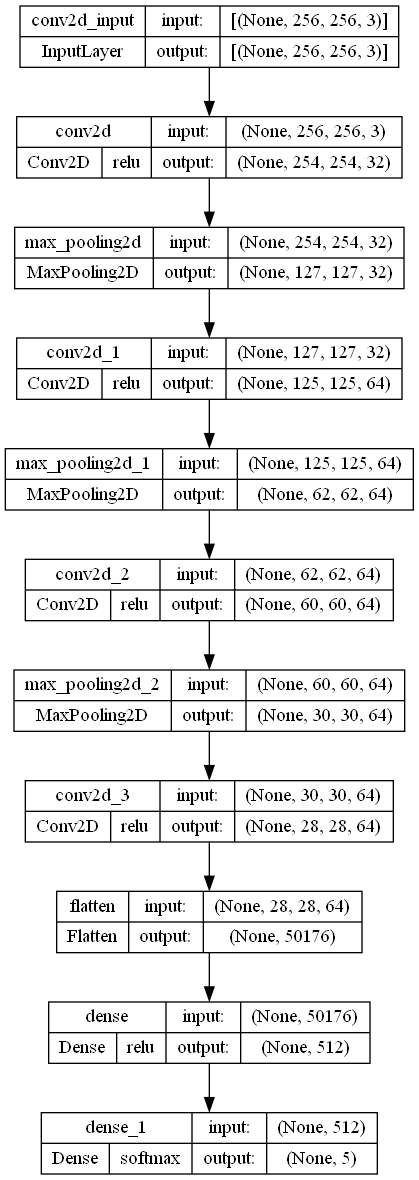 conv2d_input input: [(None, 256, 256, 3)]
InputLayer output: [(None, 256, 256, 3)]
conv2d input: (None, 256, 256, 3)
Conv2D relu output: (None, 254, 254, 32)
max_pooling2d input: (None, 254, 254, 32)
MaxPooling2D output: (None, 127, 127, 32)
conv2d_1 input: (None, 127, 127, 32)
Conv2D relu output: (None, 125, 125, 64)
max_pooling2d_1 input: (None, 125, 125, 64)
MaxPooling2D output: (None, 62, 62, 64)
conv2d_2 input: (None, 62, 62, 64)
Conv2D relu output: (None, 60, 60, 64)
max_pooling2d_2 input: (None, 60, 60, 64)
MaxPooling2D output: (None, 30, 30, 64)
conv2d_3 input: (None, 30, 30, 64)
Conv2D relu output: (None, 28, 28, 64)
flatten input: (None, 28, 28, 64)
Flatten output: (None, 50176)
dense input: (None, 50176)
Dense relu output: (None, 512)
dense_1 input: (None, 512)
Dense softmax output: (None, 5)